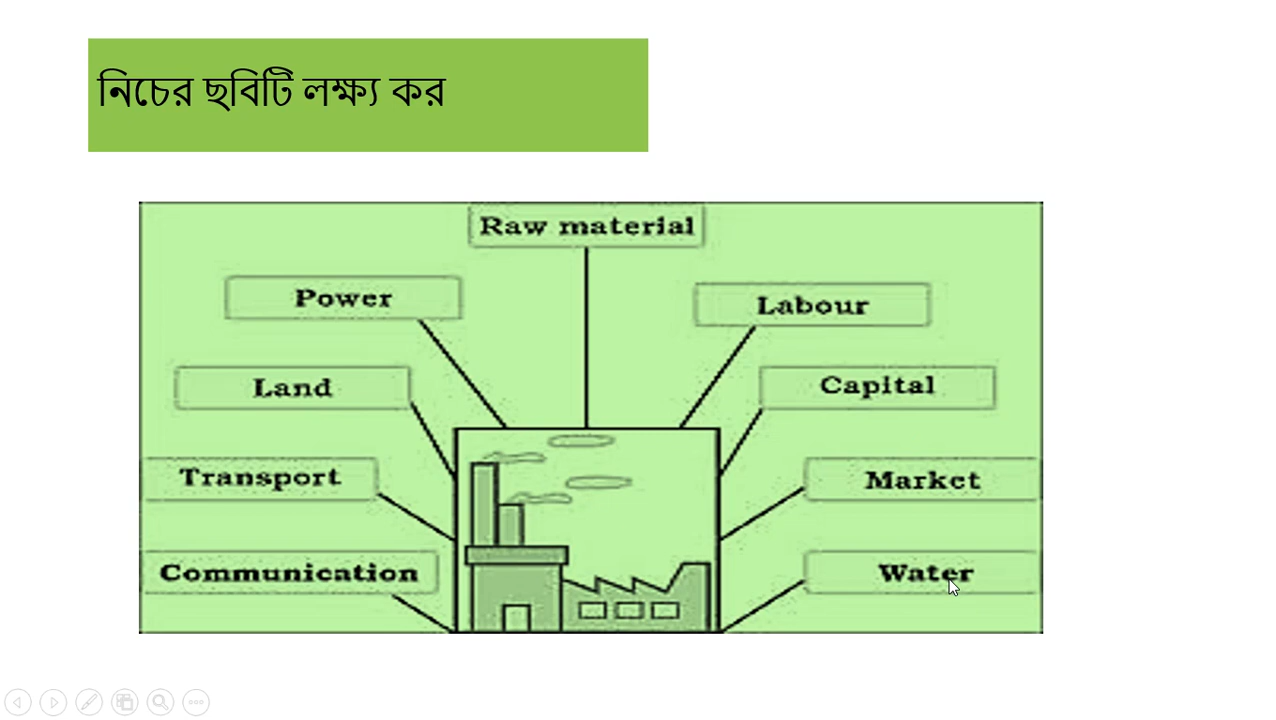 নিচের ছবিটি লক্ষ্য কর
Raw material
Power
Labour
Land
Capital
Transport
Market
Communication
Water